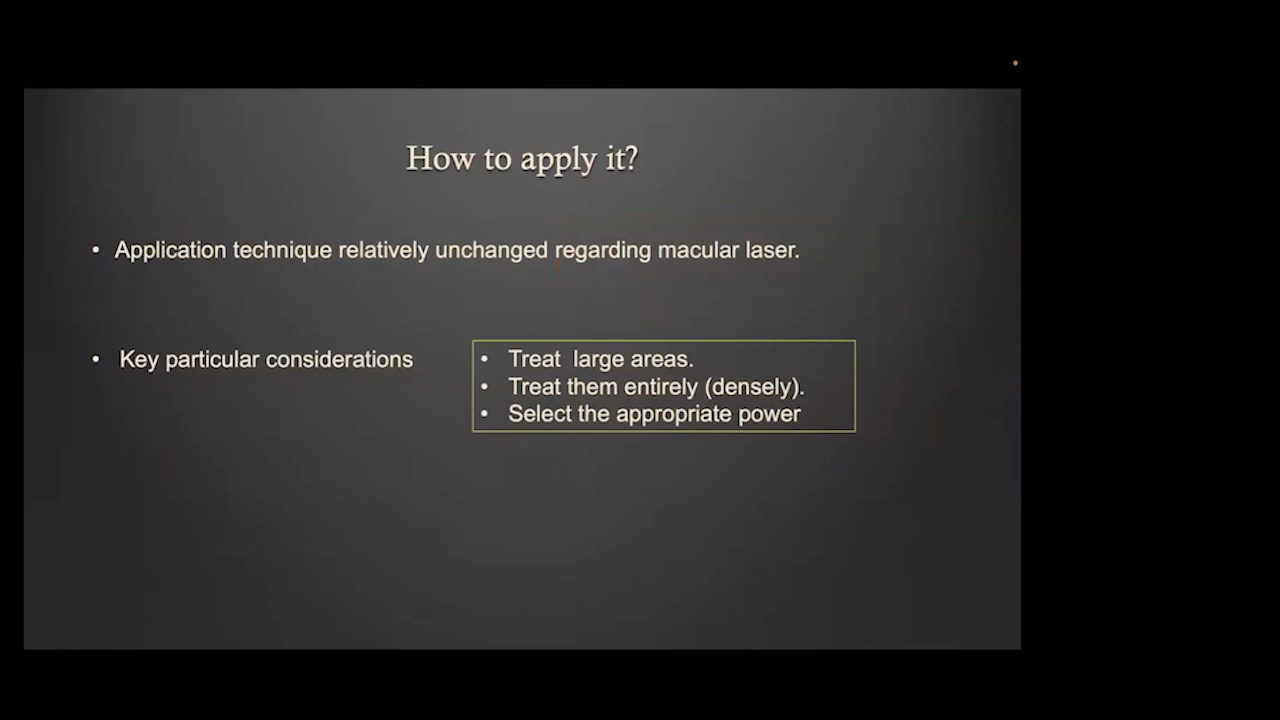 How to apply it?
• Application technique relatively unchanged regarding macular laser.
• Key particular considerations
• Treat large areas.
• Treat them entirely (densely).
• Select the appropriate power